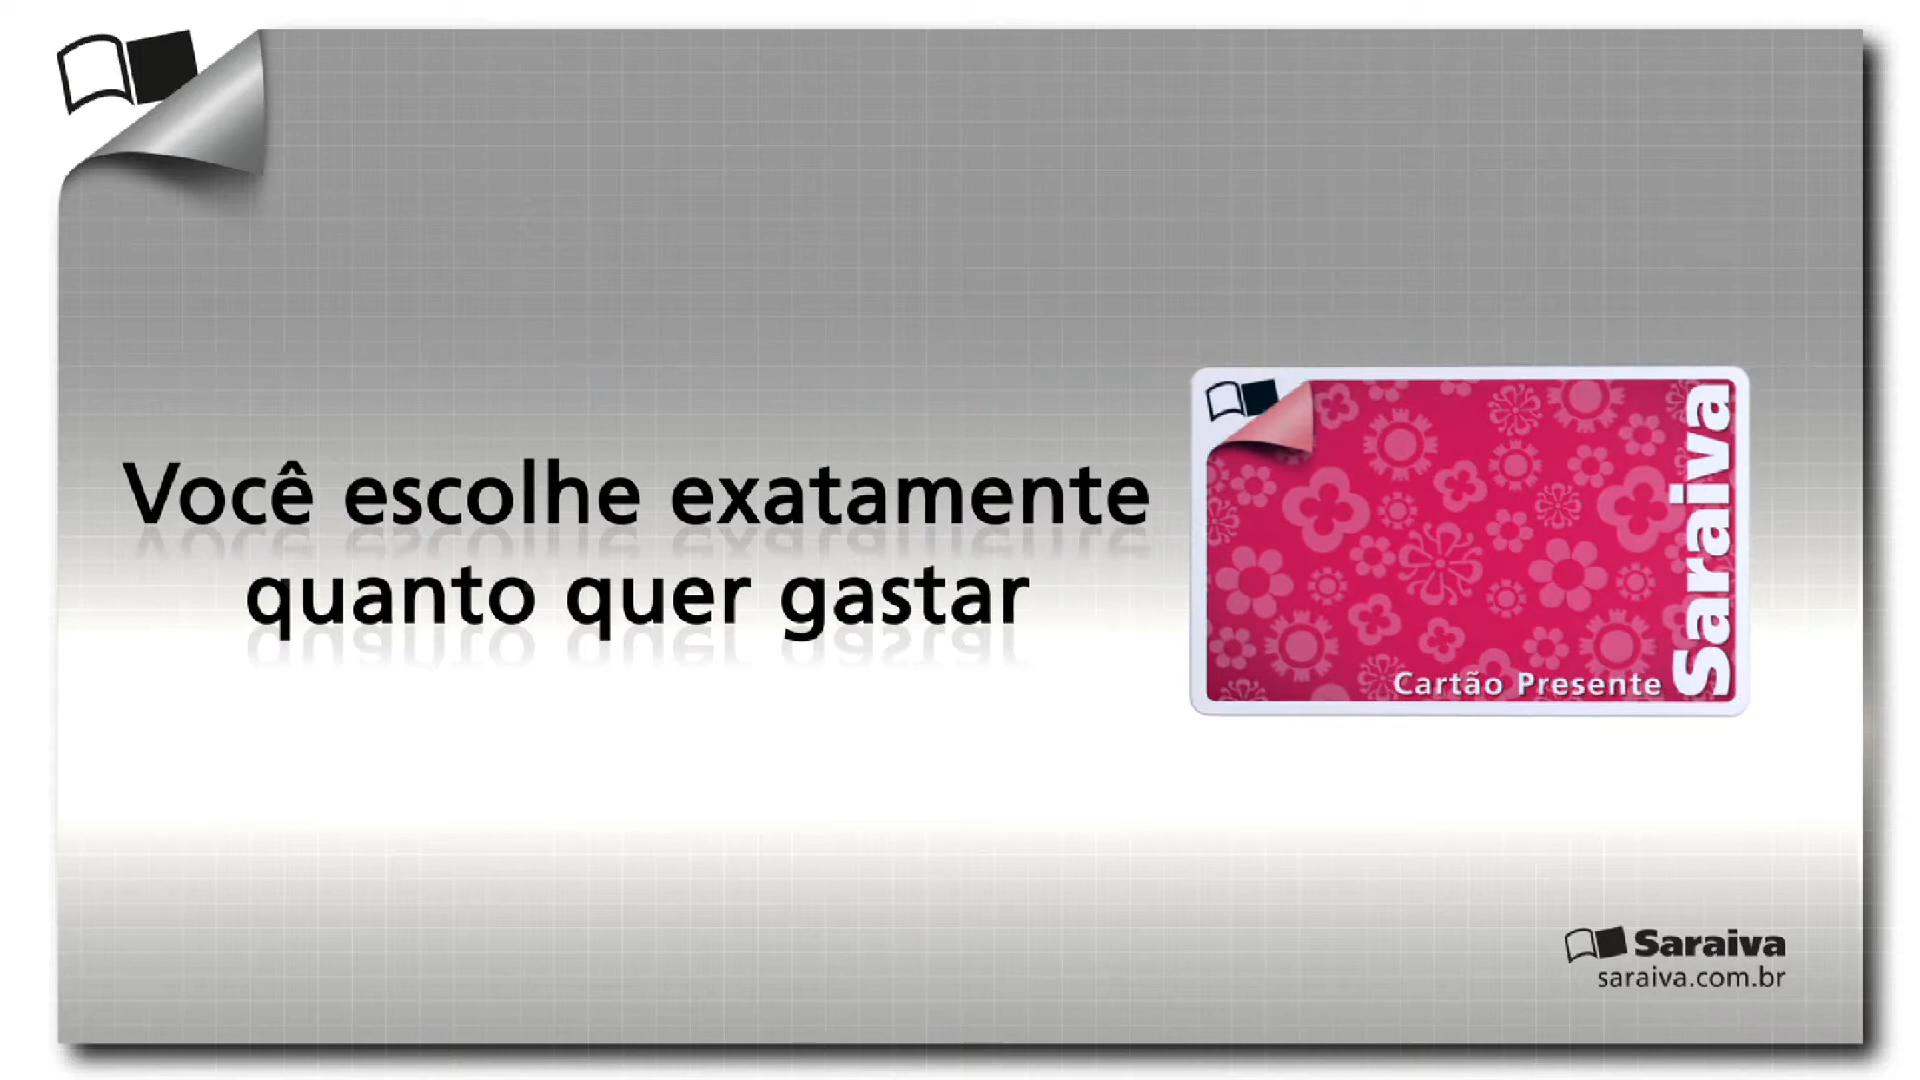 Você escolhe exatamente
quanto quer gastar
Saraiva
Cartão Presente
Saraiva
saraiva.com.br